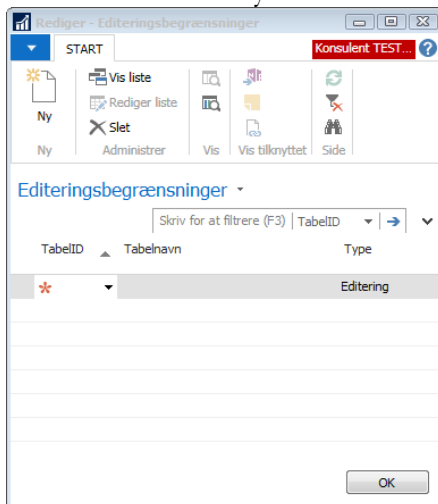 Rediger - Editeringsbegrænsninger
START
Konsulent TEST...
Ny
Vis liste
Rediger liste
Slet
Ny
Administrer
Vis
Vis tilknyttet
Side
Editeringsbegrænsninger
Skriv for at filtrere (F3)
TabelID
TabelID
Tabelnavn
Type
Editering
OK